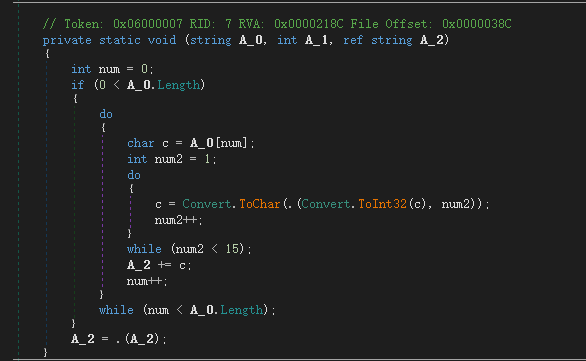 // Token: 0x06000007 RID: 7 RVA: 0x0000218C File Offset: 0x0000038C
private static void (string A_0, int A_1, ref string A_2)
{
int num = 0;
if (0 < A_0.Length)
{
do
{
char c = A_0[num];
int num2 = 1;
do
{
c = Convert.ToChar(.(Convert.ToInt32(c), num2));
num2++;
}
while (num2 < 15);
A_2 += c;
num++;
}
while (num < A_0.Length);
}
A_2 = .(A_2);
}